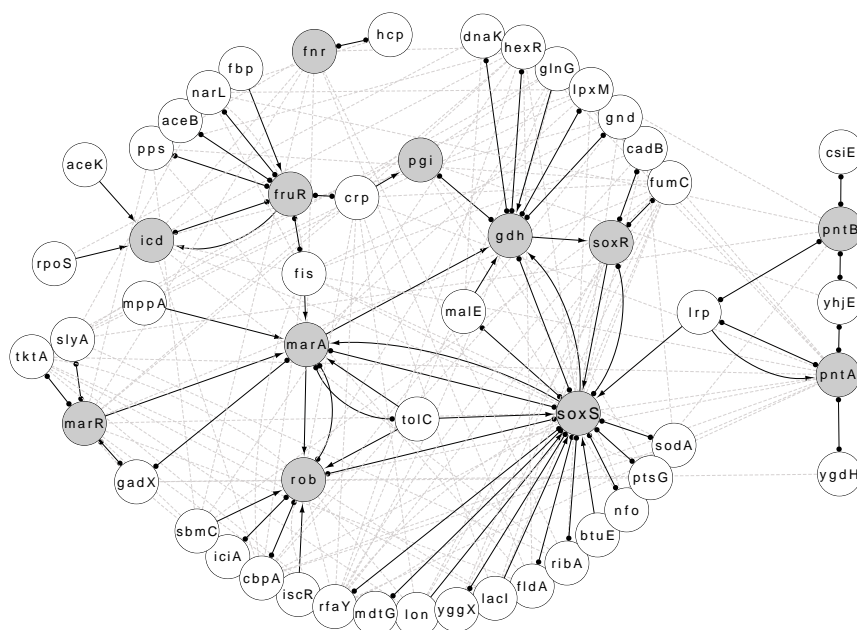 fnr
hcp
dnaK
hexR
glnG
lpxM
gnd
cadB
fumC
fbp
narL
aceB
pps
aceK
pgi
csiE
fruR
crp
icd
gdh
soxR
pntB
rpoS
fis
mppA
malE
lrp
yhjE
slyA
tktA
marA
pntA
marR
tolC
soxS
sodA
gadX
rob
ptsG
ygdH
sbmC
nfo
iciA
btuE
cbpA
ribA
iscR
fldA
rfaY
lacI
mdtG
lon
yggX